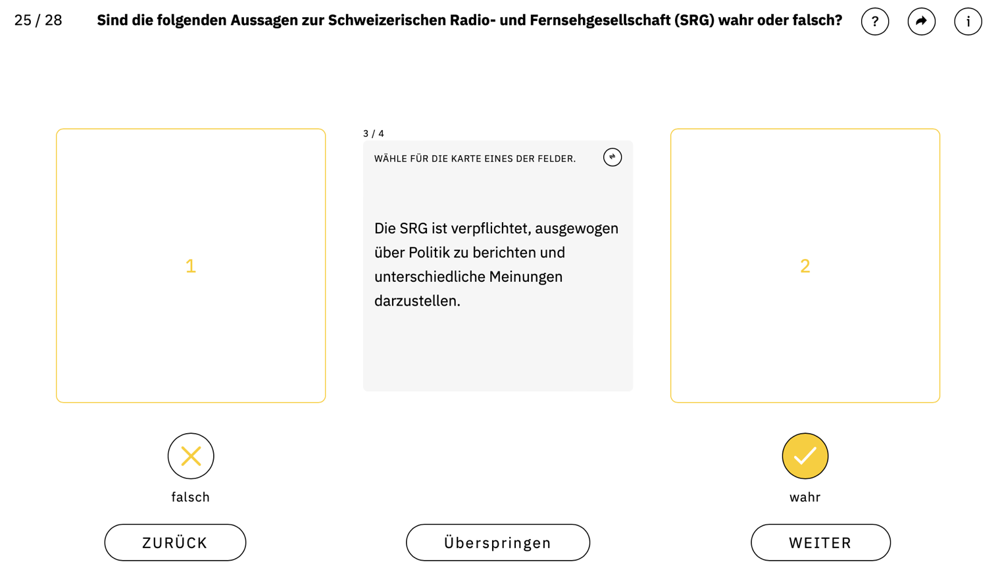 25 / 28
Sind die folgenden Aussagen zur Schweizerischen Radio- und Fernsehgesellschaft (SRG) wahr oder falsch?
?
i
3 / 4
WÄHLE FÜR DIE KARTE EINES DER FELDER.
Die SRG ist verpflichtet, ausgewogen
über Politik zu berichten und
unterschiedliche Meinungen
darzustellen.
1
2
falsch
wahr
ZURÜCK
Überspringen
WEITER